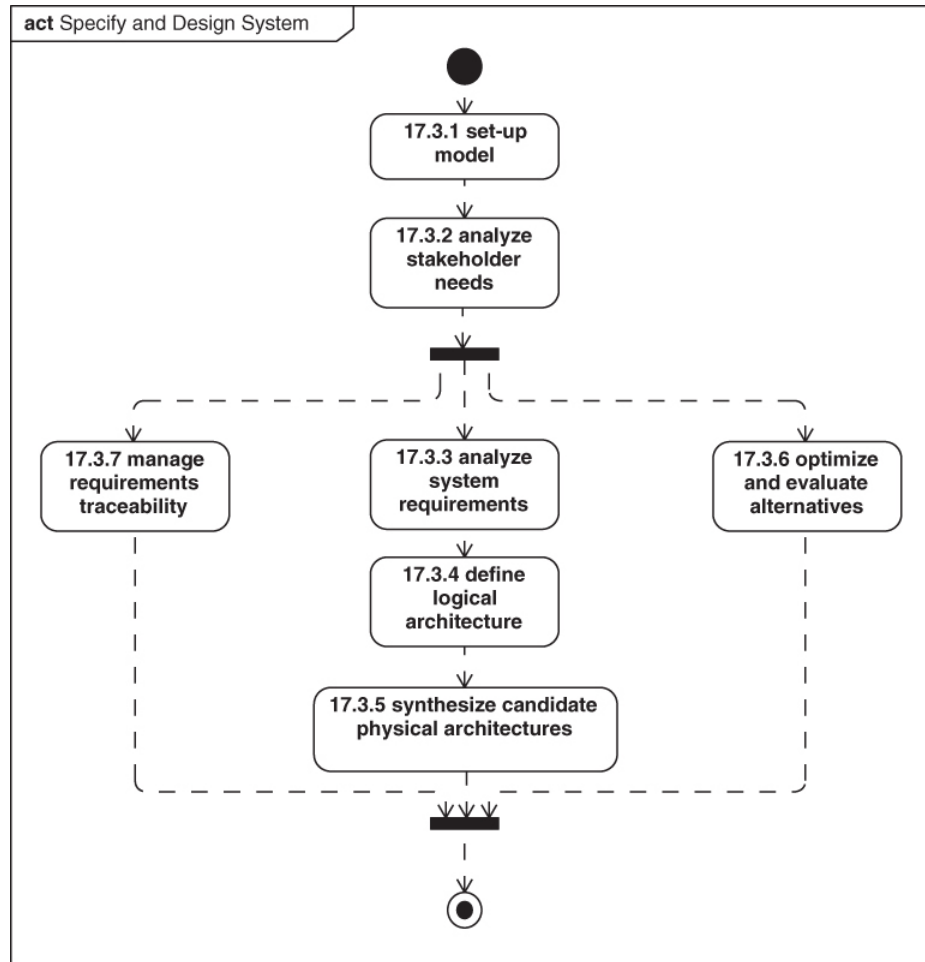 act Specify and Design System
17.3.1 set-up
model
17.3.2 analyze
stakeholder
needs
17.3.7 manage
requirements
traceability
17.3.3 analyze
system
requirements
17.3.6 optimize
and evaluate
alternatives
17.3.4 define
logical
architecture
17.3.5 synthesize candidate
physical architectures